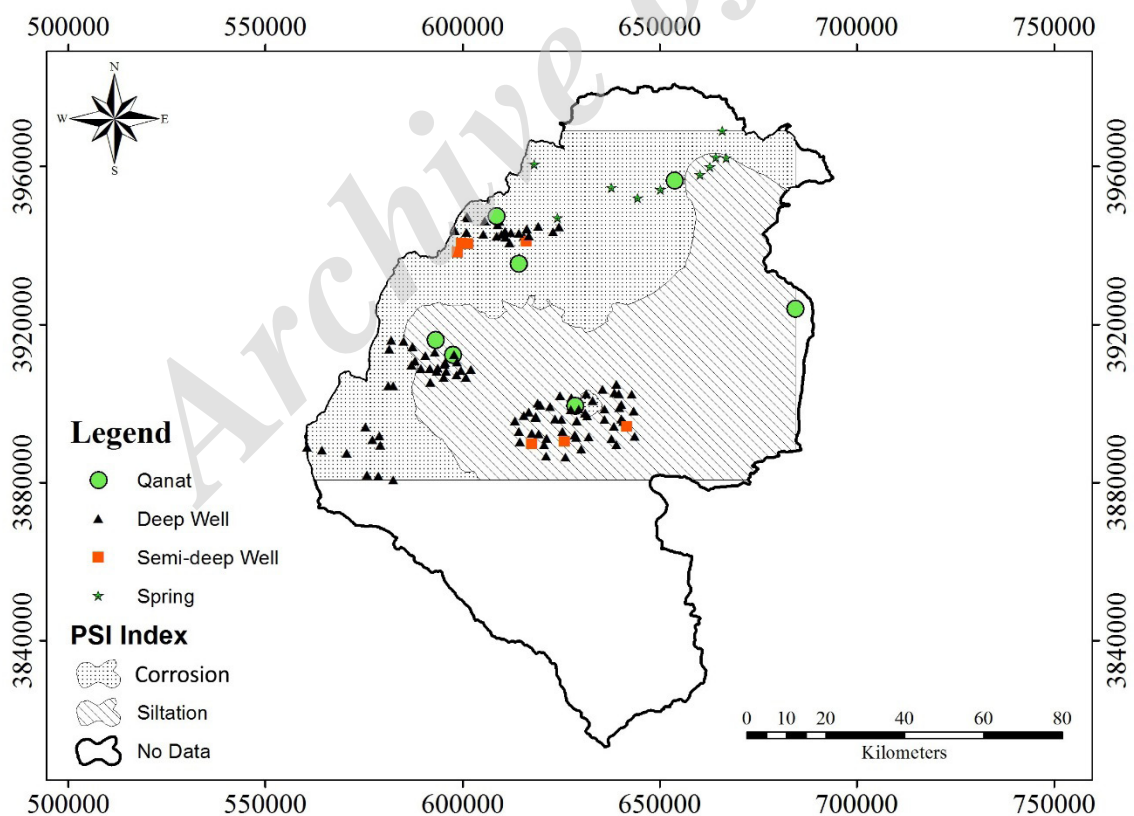 500000 550000 600000 650000 700000 750000
N
W E
S
3960000 3960000
3920000 3920000
3880000 3880000
3840000 3840000
Legend
Qanat
Deep Well
Semi-deep Well
Spring
PSI Index
Corrosion
Siltation
No Data
0 10 20 40 60 80
Kilometers
500000 550000 600000 650000 700000 750000
Archive